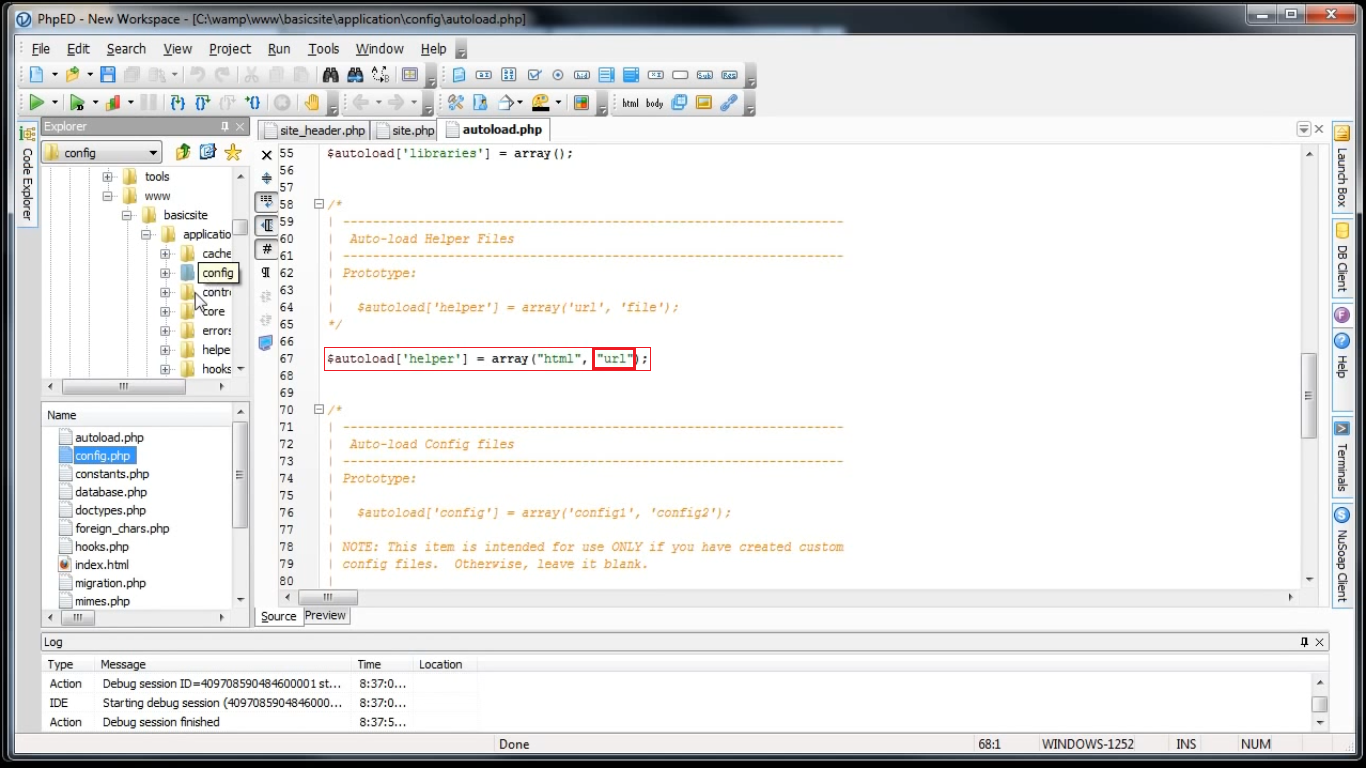 PhpED - New Workspace - [C:\wamp\www\basicsite\application\config\autoload.php]
File Edit Search View Project Run Tools Window Help
html body
Explorer
config
Code Explorer
tools
www
basicsite
applicatio
cache
config
contr
core
errors
helpe
hooks
Name
autoload.php
config.php
constants.php
database.php
doctypes.php
foreign_chars.php
hooks.php
index.html
migration.php
mimes.php
site_header.php site.php autoload.php
55 $autoload['libraries'] = array();
56
57
58 /*
59 | -------------------------------------------------------------------
60 | Auto-load Helper Files
61 | -------------------------------------------------------------------
62 | Prototype:
63 |
64 | $autoload['helper'] = array('url', 'file');
65 */
66
67 $autoload['helper'] = array("html", "url");
68
69
70 /*
71 | -------------------------------------------------------------------
72 | Auto-load Config files
73 | -------------------------------------------------------------------
74 | Prototype:
75 |
76 | $autoload['config'] = array('config1', 'config2');
77 |
78 | NOTE: This item is intended for use ONLY if you have created custom
79 | config files. Otherwise, leave it blank.
80 |
Source Preview
Launch Box
DB Client
Help
Terminals
NuSoap Client
Log
Type Message Time Location
Action Debug session ID=409708590484600001 st... 8:37:0...
IDE Starting debug session (4097085904846000... 8:37:0...
Action Debug session finished 8:37:5...
Done 68:1 WINDOWS-1252 INS NUM